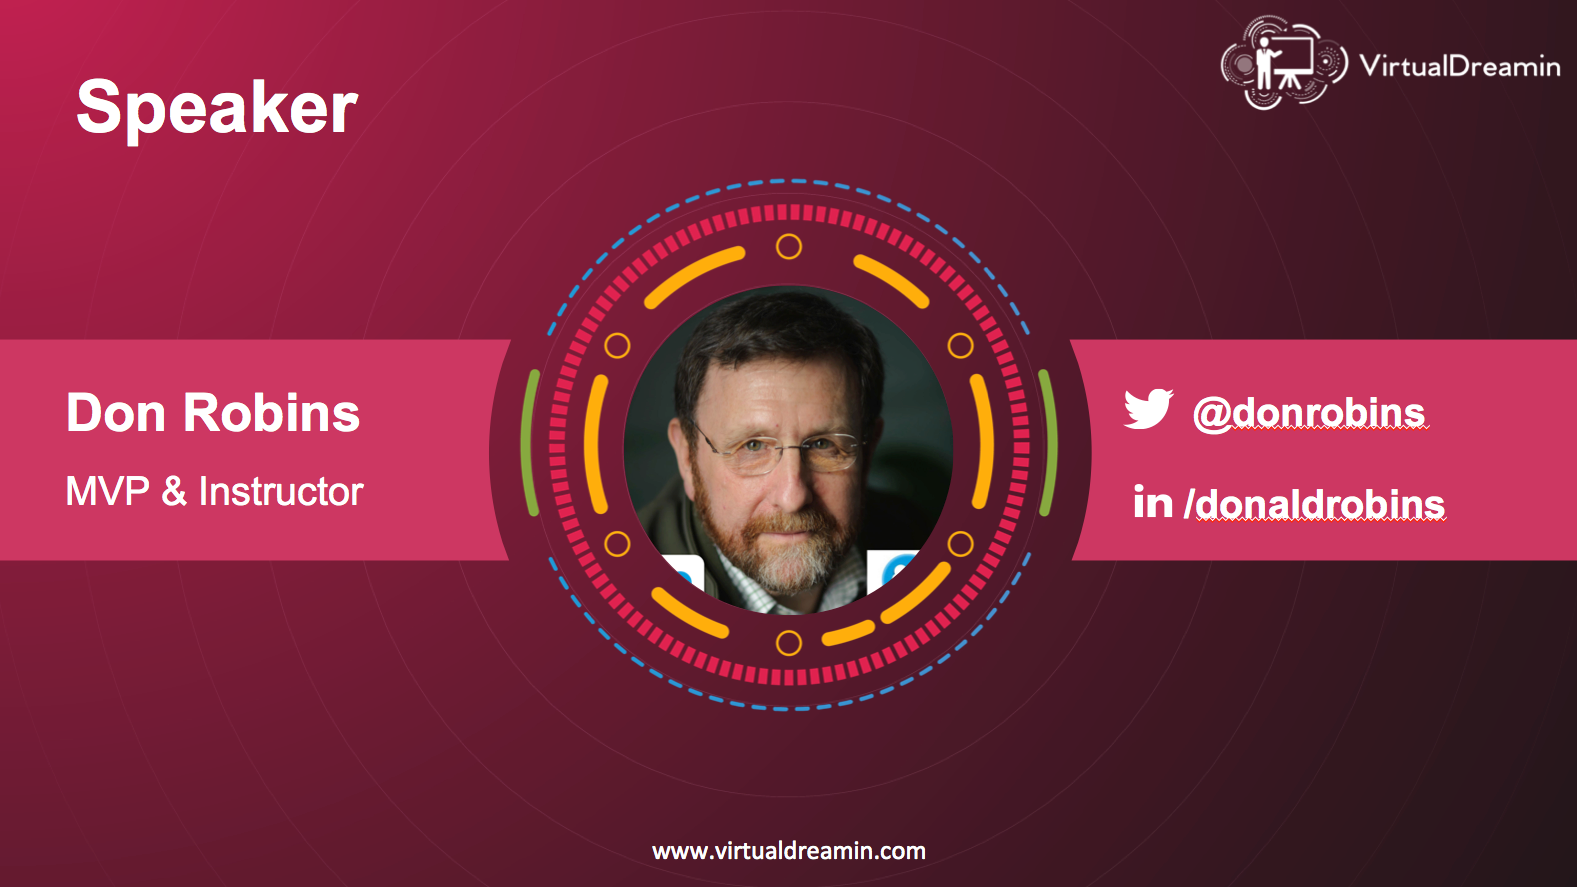 Speaker
VirtualDreamin
Don Robins
MVP & Instructor
@donrobins
in /donaldrobins
www.virtualdreamin.com